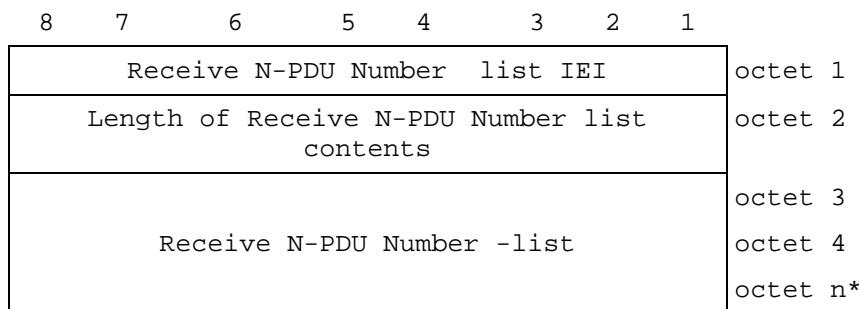 8 7 6 5 4 3 2 1
Receive N-PDU Number list IEI octet 1
Length of Receive N-PDU Number list octet 2
contents
octet 3
Receive N-PDU Number -list octet 4
octet n*